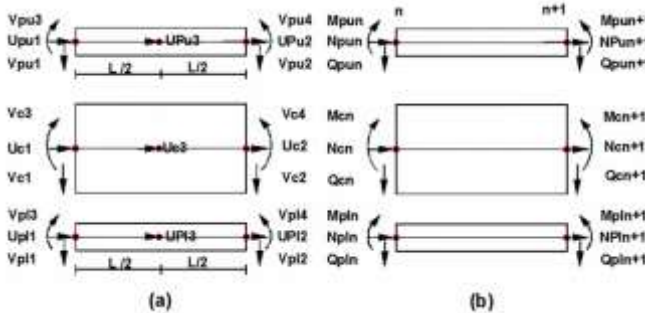 Vpu3 Vpu4 Mpun n n+1 Mpun+
Upu1 UPu3 UPu2 Npun NPun+1
Vpu1 L/2 L/2 Vpu2 Qpun Qpun+1
Vc3 Vc4 Mcn Mcn+1
Uc1 Uc3 Uc2 Ncn Ncn+1
Vc1 Vc2 Qcn Qcn+1
Vpl3 Vpl4 Mpln Mpln+1
Upl1 UPl3 UPl2 Npln NPln+1
Vpl1 L/2 L/2 Vpl2 Qpln Qpln+1
(a) (b)